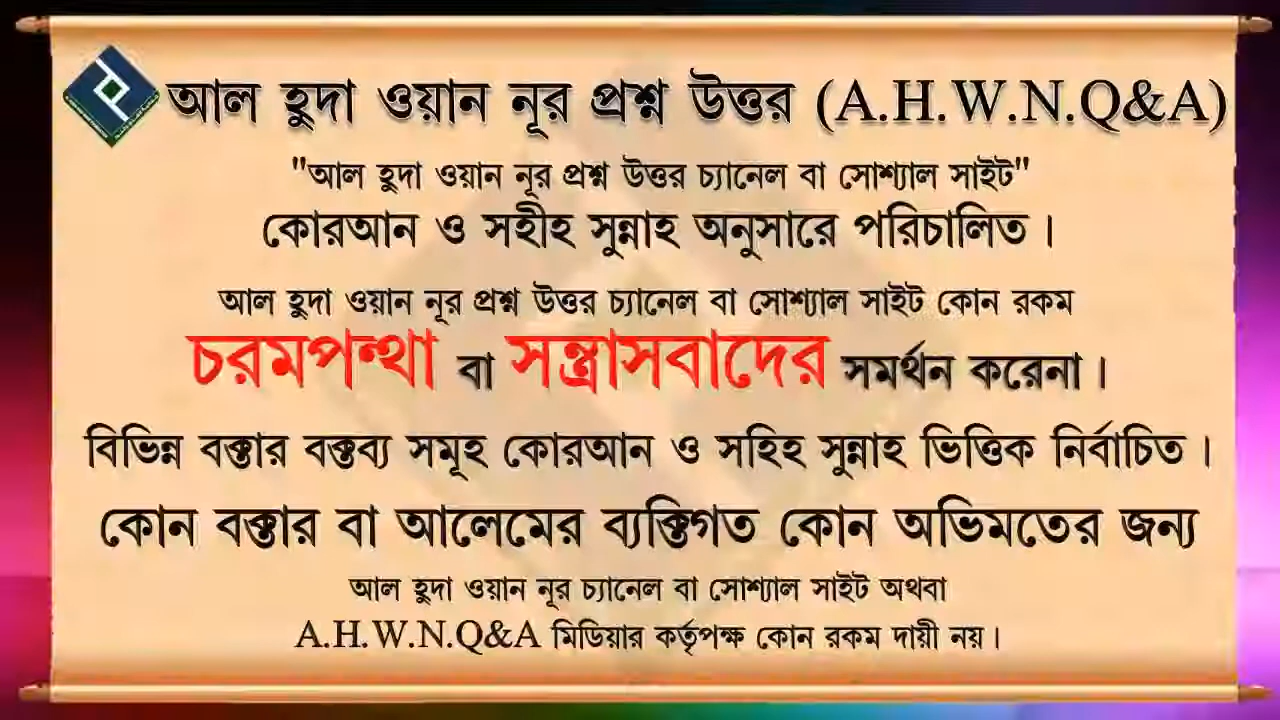 আল হুদা ওয়ান নূর প্রশ্ন উত্তর (A.H.W.N.Q&A)
"আল হুদা ওয়ান নূর প্রশ্ন উত্তর চ্যানেল বা সোশ্যাল সাইট"
কোরআন ও সহীহ সুন্নাহ অনুসারে পরিচালিত ।
আল হুদা ওয়ান নূর প্রশ্ন উত্তর চ্যানেল বা সোশ্যাল সাইট কোন রকম
চরমপন্থা বা সন্ত্রাসবাদের সমর্থন করেনা ।
বিভিন্ন বক্তার বক্তব্য সমূহ কোরআন ও সহিহ সুন্নাহ ভিত্তিক নির্বাচিত ।
কোন বক্তার বা আলেমের ব্যক্তিগত কোন অভিমতের জন্য
আল হুদা ওয়ান নূর চ্যানেল বা সোশ্যাল সাইট অথবা
A.H.W.N.Q&A মিডিয়ার কর্তৃপক্ষ কোন রকম দায়ী নয় ।